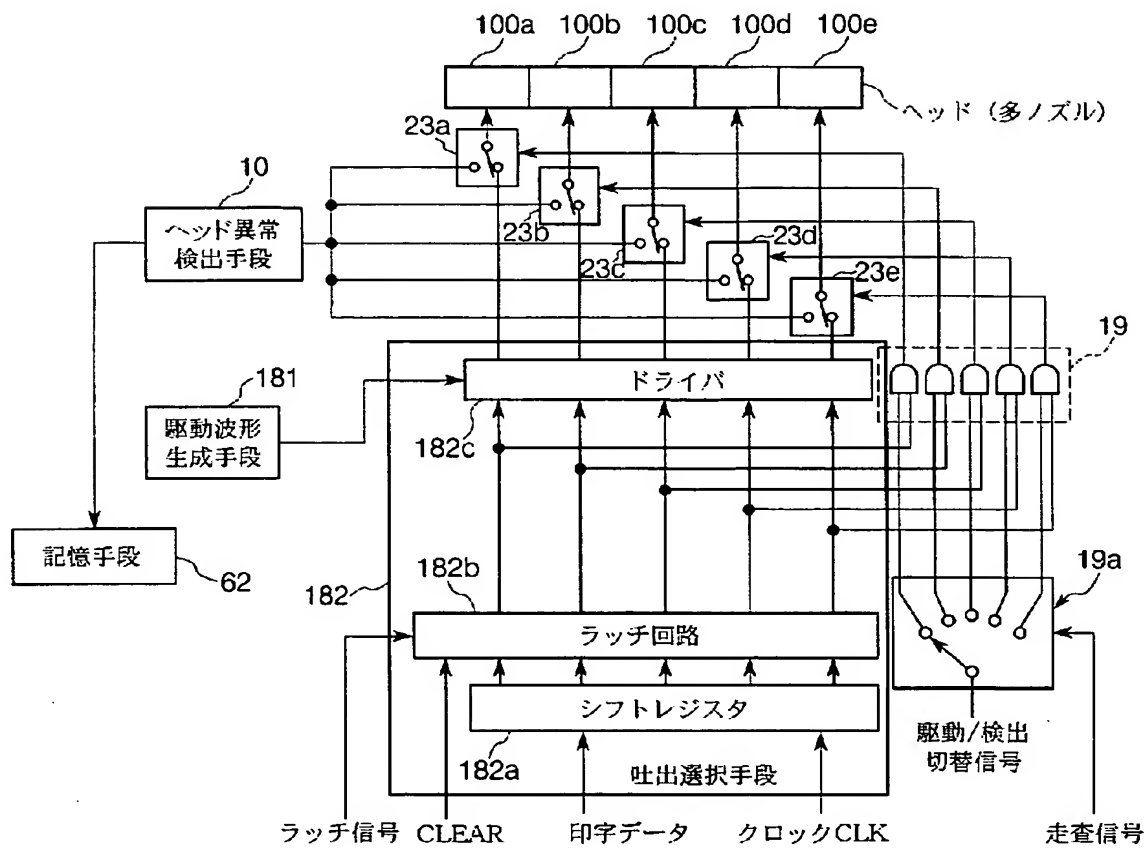 100a 100b 100c 100d 100e
ヘッド（多ノズル）
23a
10
ヘッド異常
検出手段
23b
23c
23d
23e
19
181
駆動波形
生成手段
ドライバ
182c
記憶手段
62
182
182b
ラッチ回路
19a
シフトレジスタ
182a
吐出選択手段
駆動/検出
切替信号
ラッチ信号 CLEAR 印字データ クロックCLK 走査信号